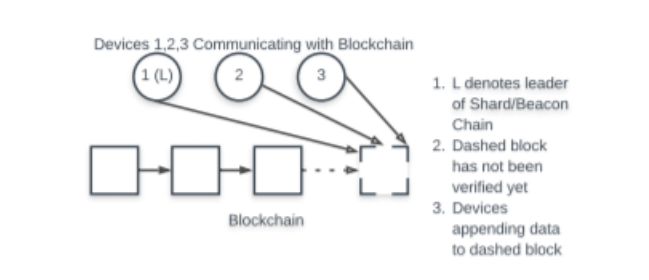 Devices 1,2,3 Communicating with Blockchain
1 (L)
2
3
1. L denotes leader
of Shard/Beacon
Chain
2. Dashed block
has not been
verified yet
3. Devices
appending data
to dashed block
Blockchain